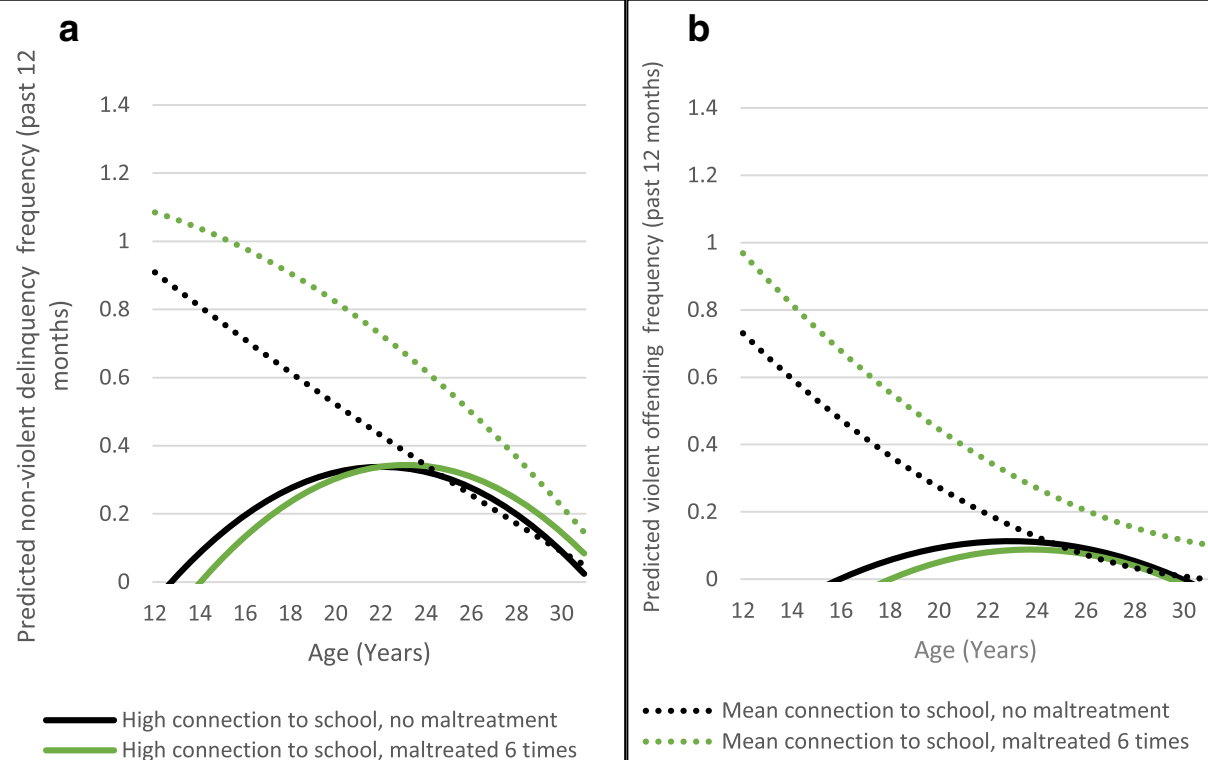 a
Predicted non-violent delinquency frequency (past 12
months)
1.4
1.2
1
0.8
0.6
0.4
0.2
0
12 14 16 18 20 22 24 26 28 30
Age (Years)
High connection to school, no maltreatment
High connection to school, maltreated 6 times
b
Predicted violent offending frequency (past 12 months)
1.4
1.2
1
0.8
0.6
0.4
0.2
0
12 14 16 18 20 22 24 26 28 30
Age (Years)
Mean connection to school, no maltreatment
Mean connection to school, maltreated 6 times